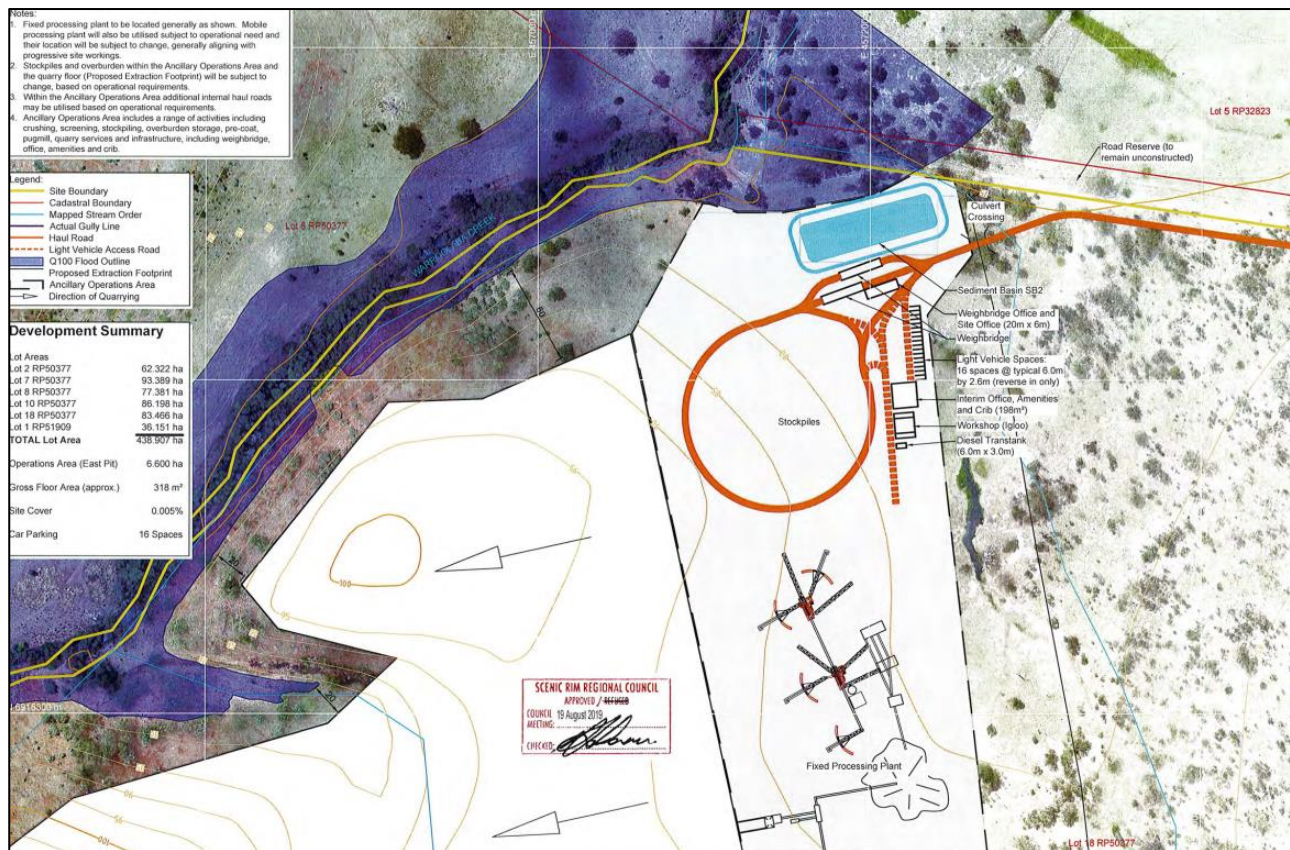 Notes:
1. Fixed processing plant to be located generally as shown. Mobile
processing plant will also be utilised subject to operational need and
their location will be subject to change, generally aligning with
progressive site workings.
2. Stockpiles and overburden within the Ancillary Operations Area and
the quarry floor (Proposed Extraction Footprint) will be subject to
change, based on operational requirements.
3. Within the Ancillary Operations Area additional internal haul roads
may be utilised based on operational requirements.
4. Ancillary Operations Area includes a range of activities including
crushing, screening, stockpiling, overburden storage, pre-coat,
pugmill, quarry services and infrastructure, including weighbridge,
office, amenities and crib.
Legend:
Site Boundary
Cadastral Boundary
Mapped Stream Order
Actual Gully Line
Haul Road
Light Vehicle Access Road
Q100 Flood Outline
Proposed Extraction Footprint
Ancillary Operations Area
Direction of Quarrying
Development Summary
Lot Areas
Lot 2 RP50377 62.322 ha
Lot 7 RP50377 93.389 ha
Lot 8 RP50377 77.381 ha
Lot 10 RP50377 86.198 ha
Lot 18 RP50377 83.466 ha
Lot 1 RP51909 36.151 ha
TOTAL Lot Area 438.907 ha
Operations Area (East Pit) 6.600 ha
Gross Floor Area (approx.) 318 m²
Site Cover 0.005%
Car Parking 16 Spaces
Lot 5 RP32823
Road Reserve (to
remain unconstructed)
Culvert
Crossing
Sediment Basin SB2
Weighbridge Office and
Site Office (20m x 6m)
Weighbridge
Light Vehicle Spaces:
16 spaces @ typical 6.0m
by 2.6m (reverse in only)
Interim Office, Amenities
and Crib (198m²)
Workshop (Igloo)
Diesel Transtank
(6.0m x 3.0m)
Stockpiles
60
20
20
100
95
90
95
100
SCENIC RIM REGIONAL COUNCIL
APPROVED / REFUSED
COUNCIL 19 August 2019
MEETING:
CHECKED:
Fixed Processing Plant
Lot 18 RP50377